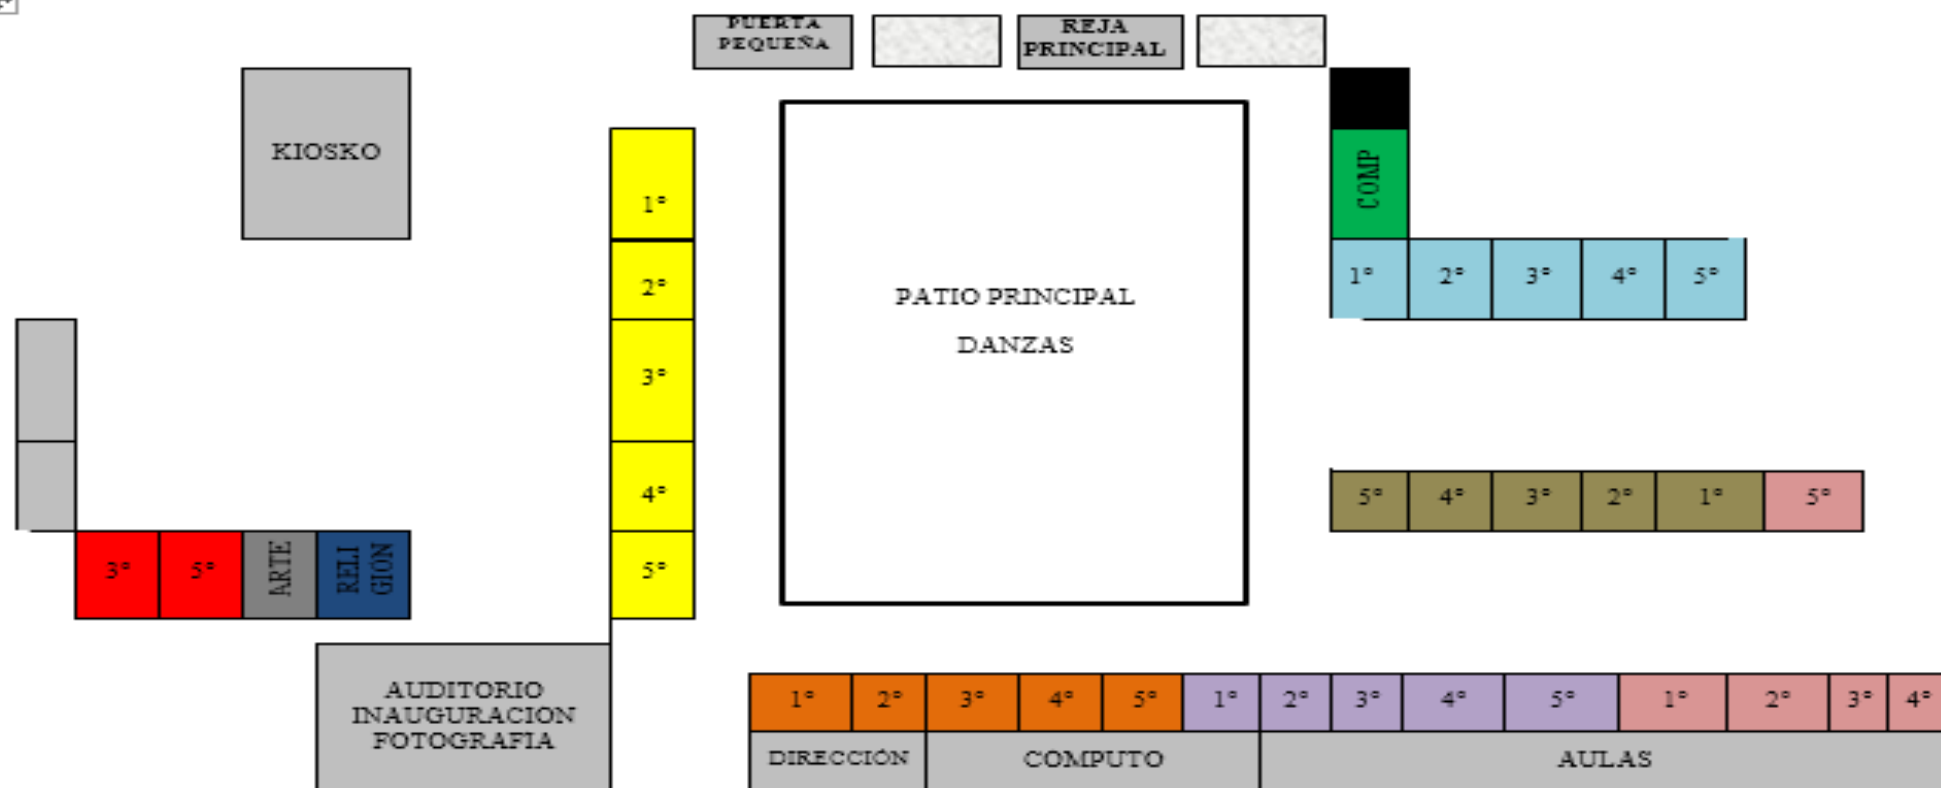 PUERTA
PEQUEÑA
REJA
PRINCIPAL
KIOSKO
COMP
1°
2°
3°
4°
5°
PATIO PRINCIPAL
DANZAS
1° 2° 3° 4° 5°
5° 4° 3° 2° 1° 5°
3° 5° ARTE RELI
GIÓN
AUDITORIO
INAUGURACION
FOTOGRAFIA
1° 2° 3° 4° 5° 1° 2° 3° 4° 5° 1° 2° 3° 4°
DIRECCIÓN COMPUTO AULAS